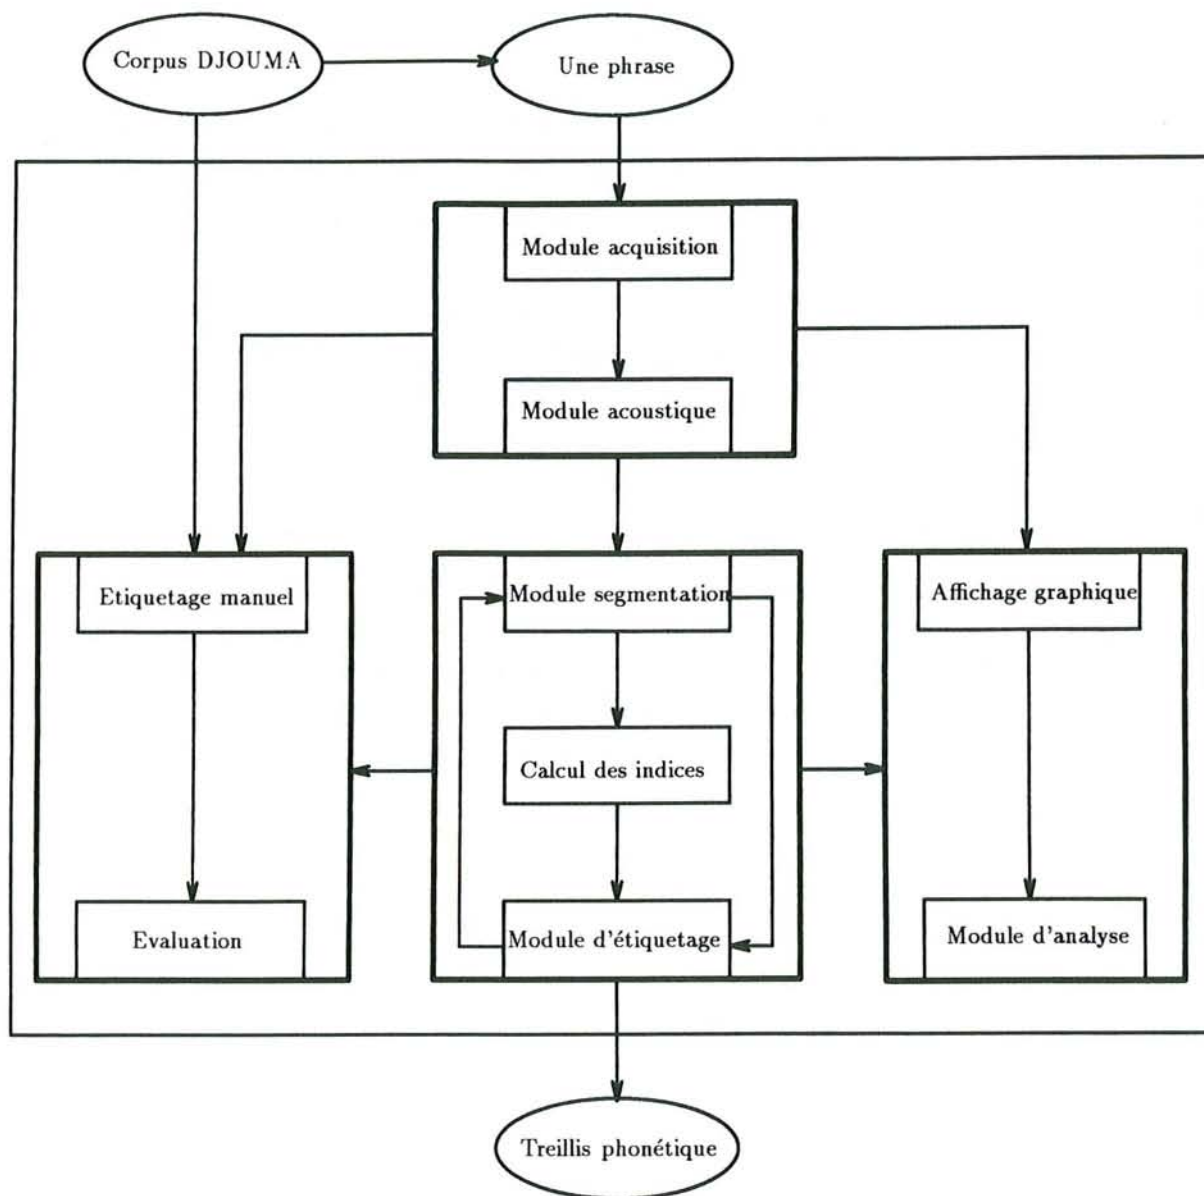 Corpus DJOUMA
Une phrase
Module acquisition
Module acoustique
Etiquetage manuel
Module segmentation
Affichage graphique
Calcul des indices
Evaluation
Module d'étiquetage
Module d'analyse
Treillis phonétique